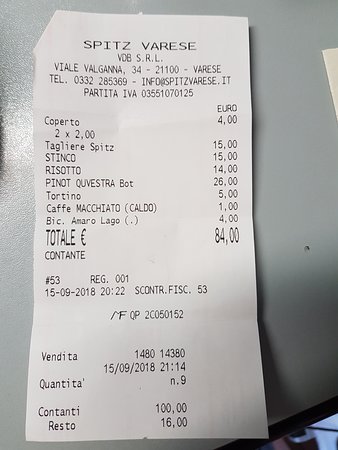 SPITZ VARESE
VDB S.R.L.
VIALE VALGANNA, 34 - 21100 - VARESE
TEL. 0332 285369 - INFO@SPITZVARESE.IT
PARTITA IVA 03551070125
EURO
Coperto 4,00
2 x 2,00
Tagliere Spitz 15,00
STINCO 15,00
RISOTTO 14,00
PINOT QUVESTRA Bot 26,00
Tortino 5,00
Caffe MACCHIATO (CALDO) 1,00
Bic. Amaro Lago (.) 4,00
TOTALE € 84,00
CONTANTE
#53 REG. 001
15-09-2018 20:22 SCONTR.FISC. 53
MF QP 2C050152
Vendita 1480 14380
15/09/2018 21:14
Quantita' n.9
Contanti 100,00
Resto 16,00